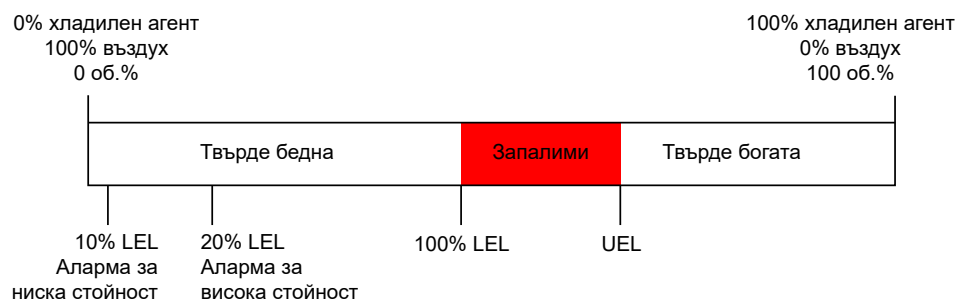 0% хладилен агент
100% въздух
0 об.%
100% хладилен агент
0% въздух
100 об.%
Твърде бедна
Запалими
Твърде богата
10% LEL
Аларма за
ниска стойност
20% LEL
Аларма за
висока стойност
100% LEL
UEL